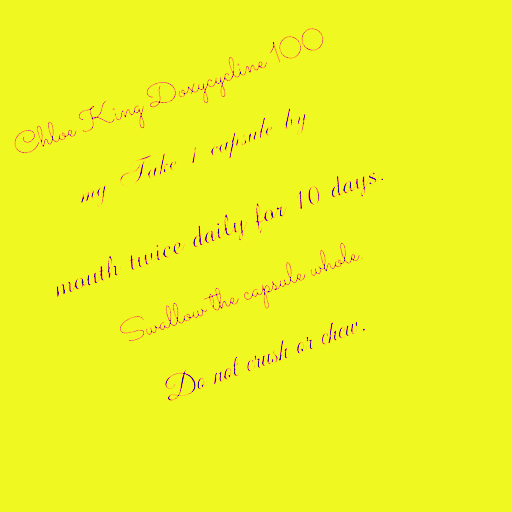 Chloe King Doxycycline 100
mg Take 1 capsule by
mouth twice daily for 10 days.
Swallow the capsule whole.
Do not crush or chew.